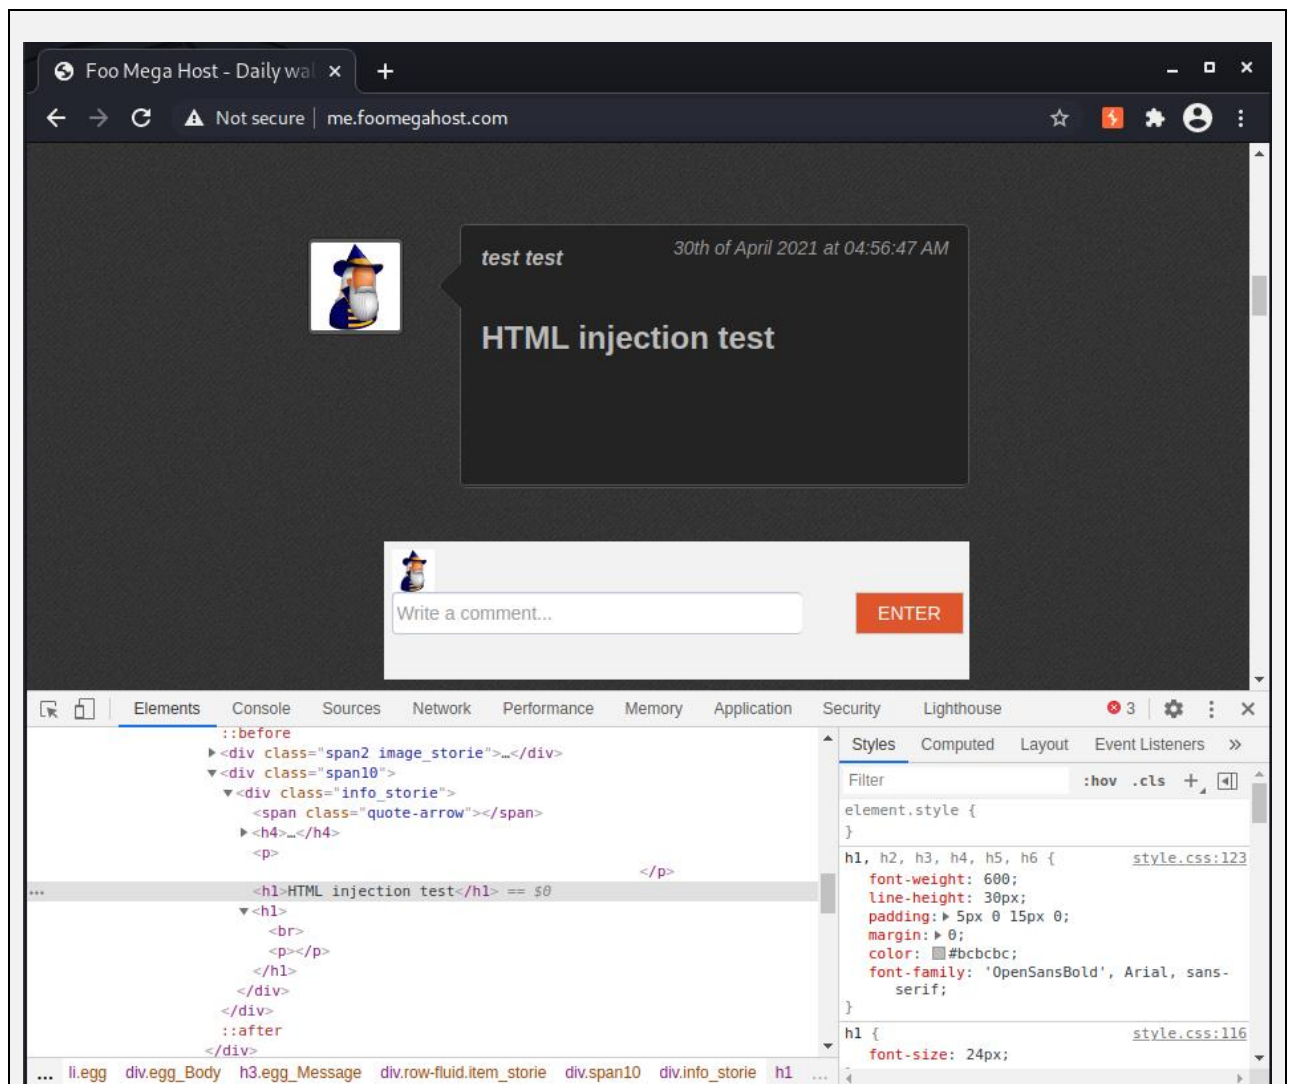 Foo Mega Host - Daily wal
Not secure | me.foomegahost.com
test test
30th of April 2021 at 04:56:47 AM
HTML injection test
Write a comment...
ENTER
Elements Console Sources Network Performance Memory Application Security Lighthouse 3
::before
<div class="span2 image_storie">…</div>
<div class="span10">
<div class="info_storie">
<span class="quote-arrow"></span>
<h4>…</h4>
<p>
</p>
<h1>HTML injection test</h1> == $0
<h1>
<br>
<p></p>
</h1>
</div>
</div>
::after
</div>
... li.egg div.egg_Body h3.egg_Message div.row-fluid.item_storie div.span10 div.info_storie h1 ...
Styles Computed Layout Event Listeners »
Filter :hov .cls +
element.style {
}
h1, h2, h3, h4, h5, h6 { style.css:123
font-weight: 600;
line-height: 30px;
padding: 5px 0 15px 0;
margin: 0;
color: #bcbcbc;
font-family: 'OpenSansBold', Arial, sans-
serif;
}
h1 { style.css:116
font-size: 24px;